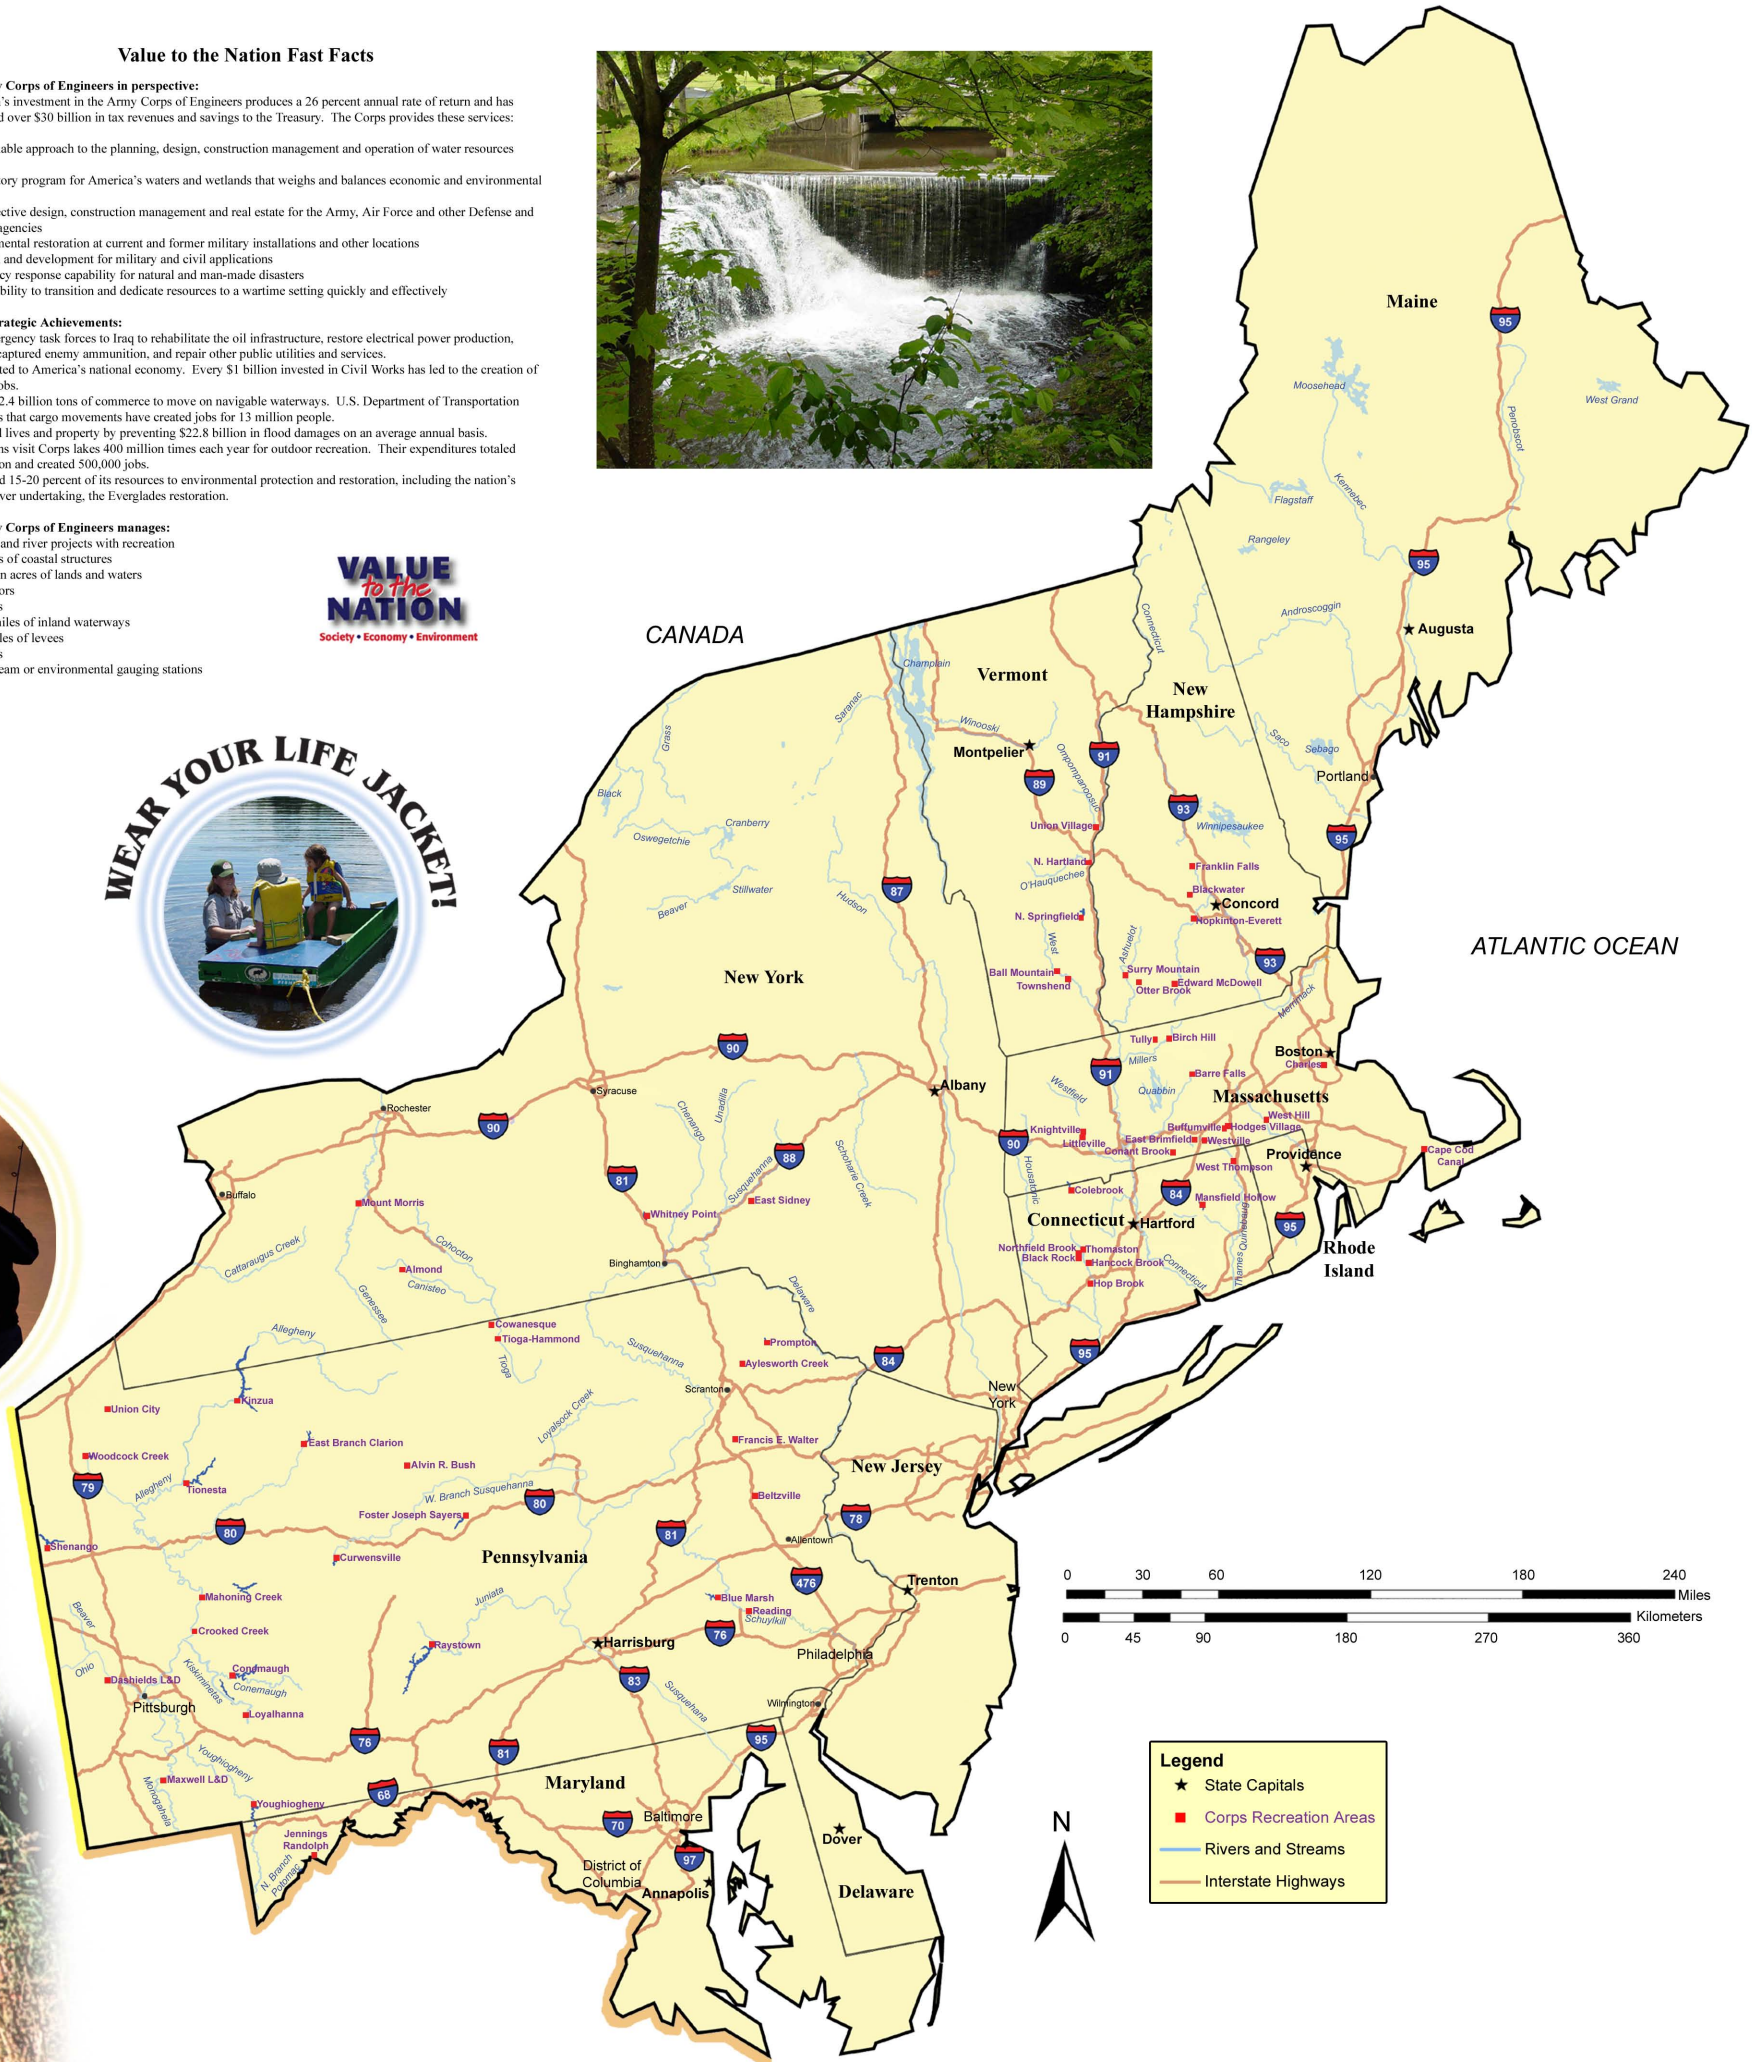 Value to the Nation Fast Facts
Corps of Engineers in perspective:
's investment in the Army Corps of Engineers produces a 26 percent annual rate of return and has
over $30 billion in tax revenues and savings to the Treasury. The Corps provides these services:
able approach to the planning, design, construction management and operation of water resources
ory program for America's waters and wetlands that weighs and balances economic and environmental
ctive design, construction management and real estate for the Army, Air Force and other Defense and
agencies
mental restoration at current and former military installations and other locations
and development for military and civil applications
cy response capability for natural and man-made disasters
bility to transition and dedicate resources to a wartime setting quickly and effectively
rategic Achievements:
ergency task forces to Iraq to rehabilitate the oil infrastructure, restore electrical power production,
captured enemy ammunition, and repair other public utilities and services.
ted to America's national economy. Every $1 billion invested in Civil Works has led to the creation of
obs.
2.4 billion tons of commerce to move on navigable waterways. U.S. Department of Transportation
s that cargo movements have created jobs for 13 million people.
lives and property by preventing $22.8 billion in flood damages on an average annual basis.
ns visit Corps lakes 400 million times each year for outdoor recreation. Their expenditures totaled
on and created 500,000 jobs.
d 15-20 percent of its resources to environmental protection and restoration, including the nation's
ver undertaking, the Everglades restoration.
Corps of Engineers manages:
and river projects with recreation
s of coastal structures
n acres of lands and waters
ors
s
iles of inland waterways
les of levees
s
eam or environmental gauging stations
VALUE
to the
NATION
Society • Economy • Environment
WEAR YOUR LIFE JACKET!
CANADA
ATLANTIC OCEAN
Maine
95
Moosehead
West Grand
Penobscot
Kennebec
Flagstaff
Rangeley
95
Androscoggin
Augusta
Connecticut
Champlain
Vermont
New
Hampshire
Saranac
Grass
Winooski
Montpelier
Ompompanoosuc
91
89
Saco
Sebago
Portland
Black
Oswegetchie
Cranberry
Union Village
93
Winnipesaukee
95
N. Hartland
O'Hauquechee
Franklin Falls
Stillwater
Beaver
Hudson
87
Blackwater
Concord
Hopkinton-Everett
N. Springfield
West
Ashuelot
93
New York
Ball Mountain
Townshend
Surry Mountain
Otter Brook
Edward McDowell
Merrimack
Tully
Birch Hill
90
Millers
91
Boston
Charles
Barre Falls
Westfield
Quabbin
Massachusetts
Syracuse
Albany
Rochester
90
Chenango
Unadilla
88
Schoharie Creek
Knightville
Littleville
90
West Hill
Buffumville
Hodges Village
East Brimfield
Westville
Conant Brook
Providence
West Thompson
Cape Cod
Canal
81
Susquehanna
East Sidney
Whitney Point
Housatonic
Colebrook
84
Mansfield Hollow
Quinebaug
95
Buffalo
Mount Morris
Connecticut
Hartford
Rhode
Island
Cattaraugus Creek
Cohocton
Almond
Canisteo
Genessee
Binghamton
Northfield Brook
Thomaston
Black Rock
Hancock Brook
Hop Brook
Connecticut
Thames
Delaware
Allegheny
Cowanesque
Tioga-Hammond
Tioga
Susquehanna
Prompton
Aylesworth Creek
84
95
Scranton
New
York
Union City
Kinzua
Loyalsock Creek
East Branch Clarion
Francis E. Walter
Woodcock Creek
Alvin R. Bush
New Jersey
79
Allegheny
Tionesta
W. Branch Susquehanna
80
Beltzville
Foster Joseph Sayers
78
80
81
Allentown
Shenango
Curwensville
Pennsylvania
476
Trenton
Mahoning Creek
Juniata
Blue Marsh
Reading
Schuylkill
Beaver
Crooked Creek
Raystown
Harrisburg
76
Philadelphia
Ohio
Dashields L&D
Kiskiminetas
Conemaugh
Conemaugh
83
Susquehana
Wilmington
Pittsburgh
Loyalhanna
76
81
95
Youghiogheny
Maxwell L&D
Monogahela
68
Maryland
Youghiogheny
Jennings
Randolph
N. Branch
Potomac
70
Baltimore
97
District of
Columbia
Annapolis
Dover
Delaware
0 30 60 120 180 240
Miles
Kilometers
0 45 90 180 270 360
N
Legend
State Capitals
Corps Recreation Areas
Rivers and Streams
Interstate Highways